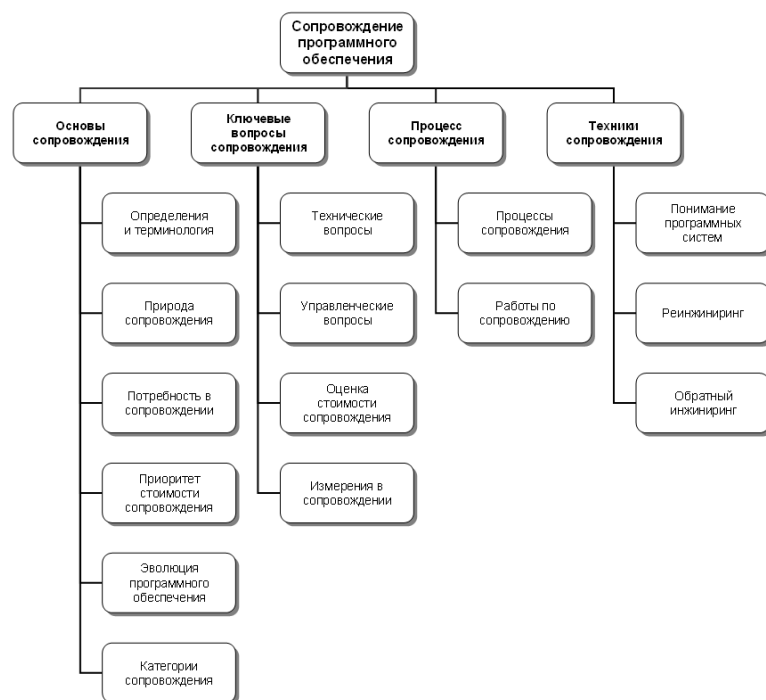 Сопровождение
программного
обеспечения
Основы
сопровождения
Ключевые
вопросы
сопровождения
Процесс
сопровождения
Техники
сопровождения
Определения
и терминология
Природа
сопровождения
Потребность в
сопровождении
Приоритет
стоимости
сопровождения
Эволюция
программного
обеспечения
Категории
сопровождения
Технические
вопросы
Управленческие
вопросы
Оценка
стоимости
сопровождения
Измерения в
сопровождении
Процессы
сопровождения
Работы по
сопровождению
Понимание
программных
систем
Реинжиниринг
Обратный
инжиниринг